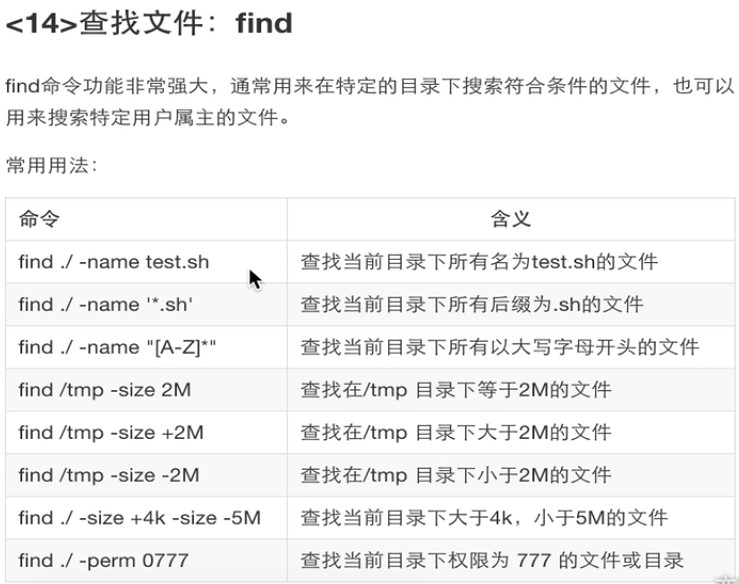 <14>查找文件：find
find命令功能非常强大，通常用来在特定的目录下搜索符合条件的文件，也可以
用来搜索特定用户属主的文件。
常用用法：
命令 含义
find ./ -name test.sh 查找当前目录下所有名为test.sh的文件
find ./ -name '*.sh' 查找当前目录下所有后缀为.sh的文件
find ./ -name "[A-Z]*" 查找当前目录下所有以大写字母开头的文件
find /tmp -size 2M 查找在/tmp 目录下等于2M的文件
find /tmp -size +2M 查找在/tmp 目录下大于2M的文件
find /tmp -size -2M 查找在/tmp 目录下小于2M的文件
find ./ -size +4k -size -5M 查找当前目录下大于4k，小于5M的文件
find ./ -perm 0777 查找当前目录下权限为 777 的文件或目录